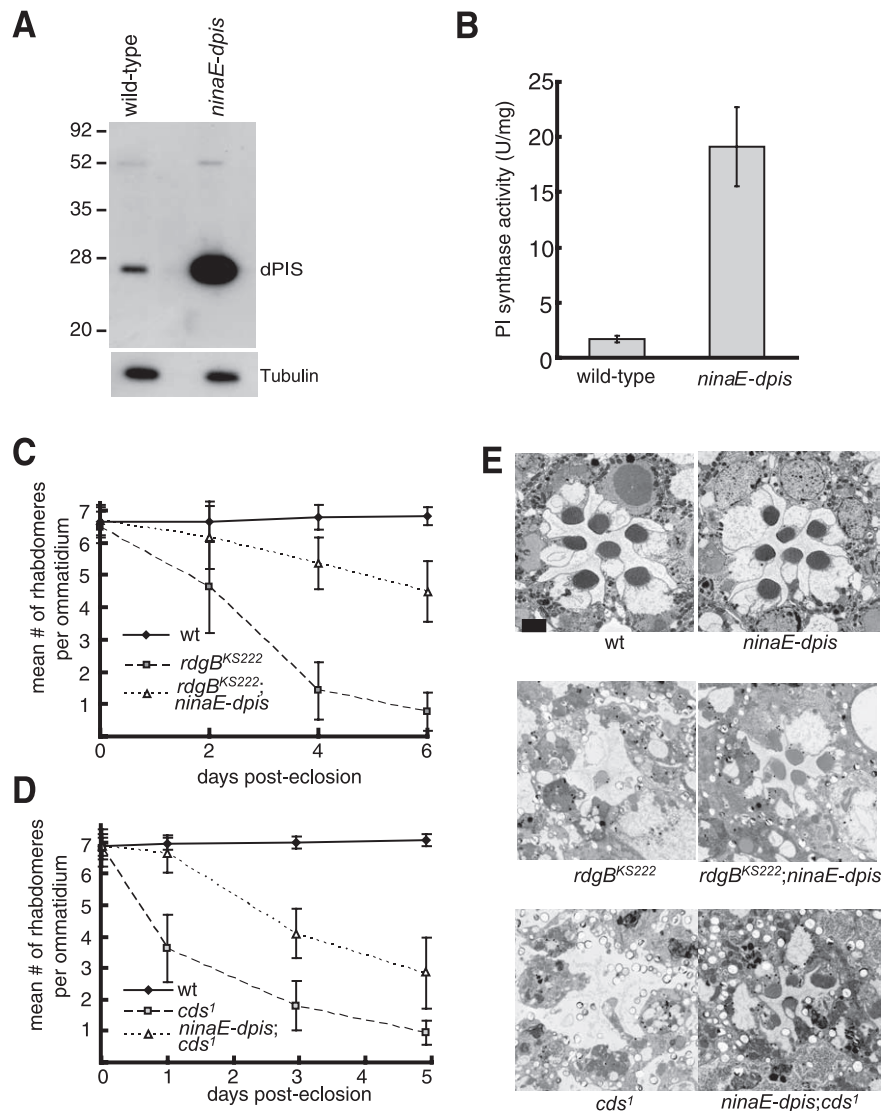 A
wild-type
ninaE-dpis
92
52
35
28
20
dPIS
Tubulin
B
PI synthase activity (U/mg)
25
20
15
10
5
0
wild-type
ninaE-dpis
C
mean # of rhabdomeres
per ommatidium
7
6
5
4
3
2
1
wt
rdgB^KS222
rdgB^KS222;
ninaE-dpis
0
2
4
6
days post-eclosion
D
mean # of rhabdomeres
per ommatidium
7
6
5
4
3
2
1
wt
cds^1
ninaE-dpis;
cds^1
0
1
2
3
4
5
days post-eclosion
E
wt
ninaE-dpis
rdgB^KS222
rdgB^KS222;ninaE-dpis
cds^1
ninaE-dpis;cds^1